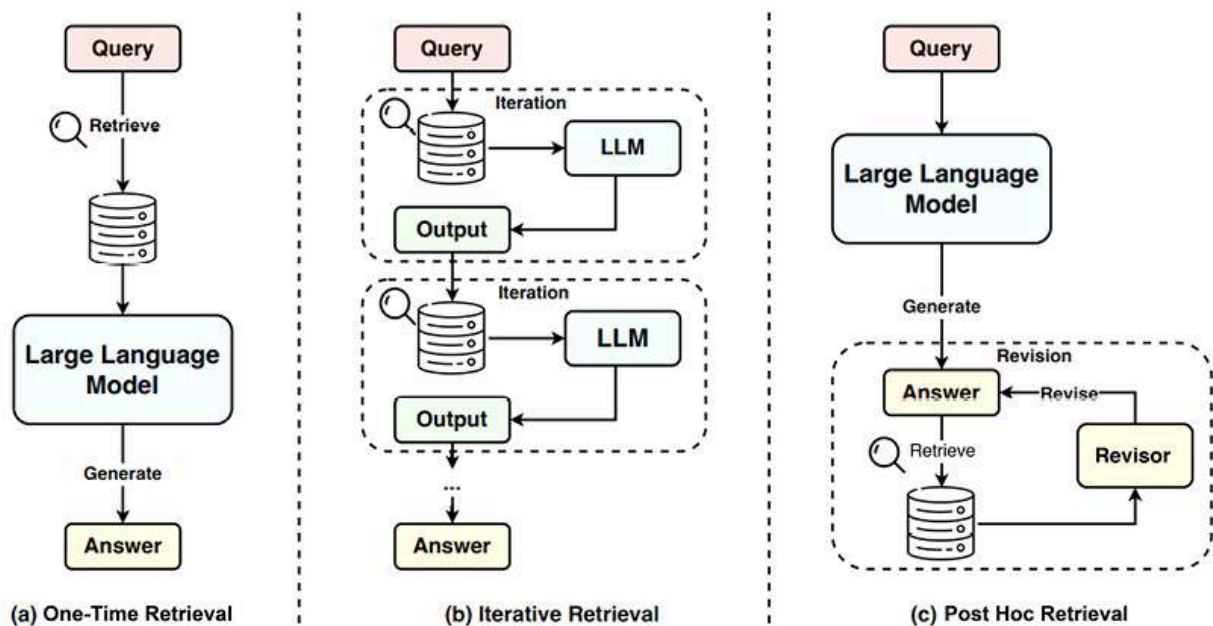 Query
Retrieve
Large Language
Model
Generate
Answer
(a) One-Time Retrieval
Query
Iteration
LLM
Output
Iteration
LLM
Output
...
Answer
(b) Iterative Retrieval
Query
Large Language
Model
Generate
Revision
Answer
Revise
Retrieve
Revisor
(c) Post Hoc Retrieval